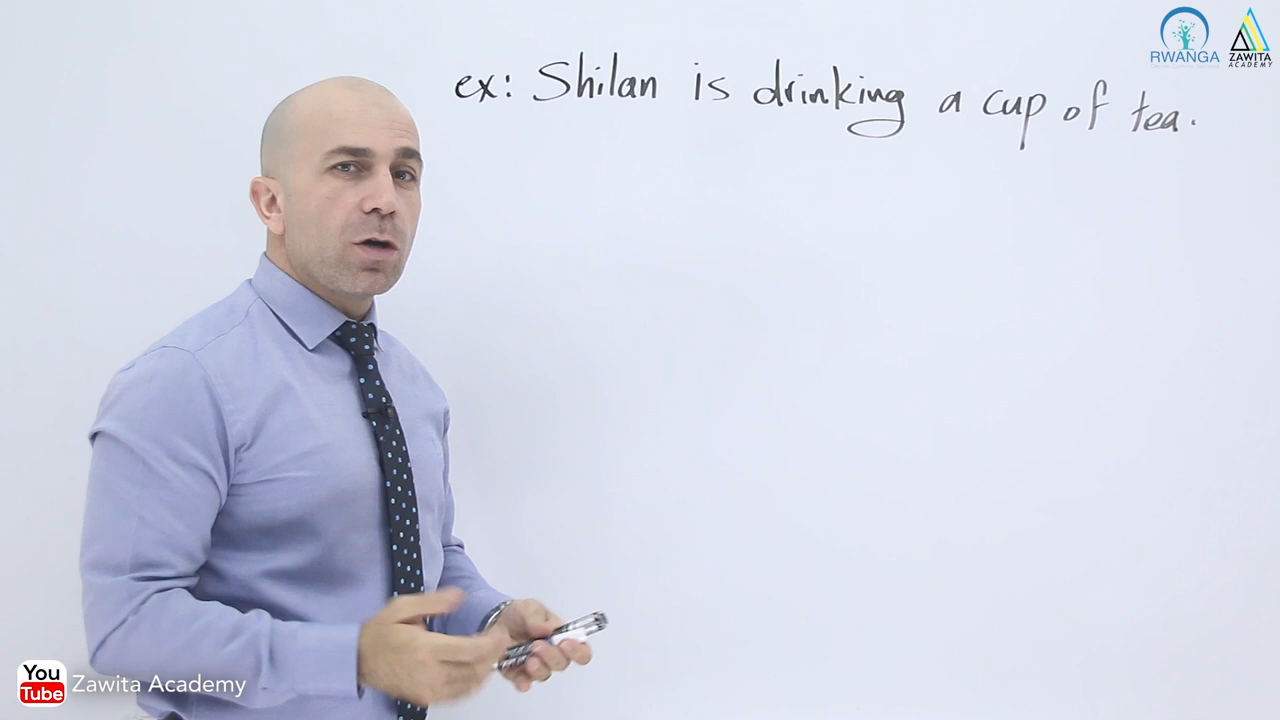 RWANGA
ZAWITA
ACADEMY
ex: Shilan is drinking a cup of tea.
You
Tube
Zawita Academy